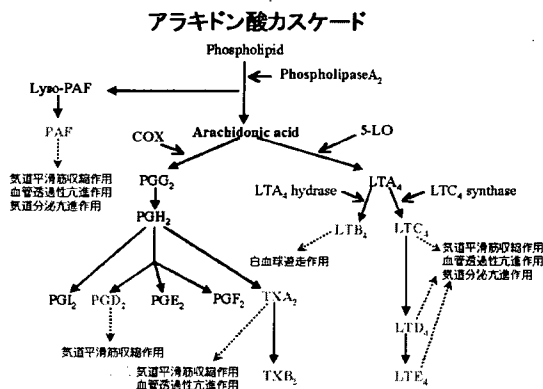 アラキドン酸カスケード
Phospholipid
PhospholipaseA2
Lyso-PAF
PAF
COX
Arachidonic acid
5-LO
気道平滑筋収縮作用
血管透過性亢進作用
気道分泌亢進作用
PGG2
LTA4 hydrase
LTA4
LTC4 synthase
PGH2
LTB4
LTC4
白血球遊走作用
気道平滑筋収縮作用
血管透過性亢進作用
気道分泌亢進作用
PGI2
PGD2
PGE2
PGF2
TXA2
LTD4
気道平滑筋収縮作用
気道平滑筋収縮作用
血管透過性亢進作用
TXB2
LTE4